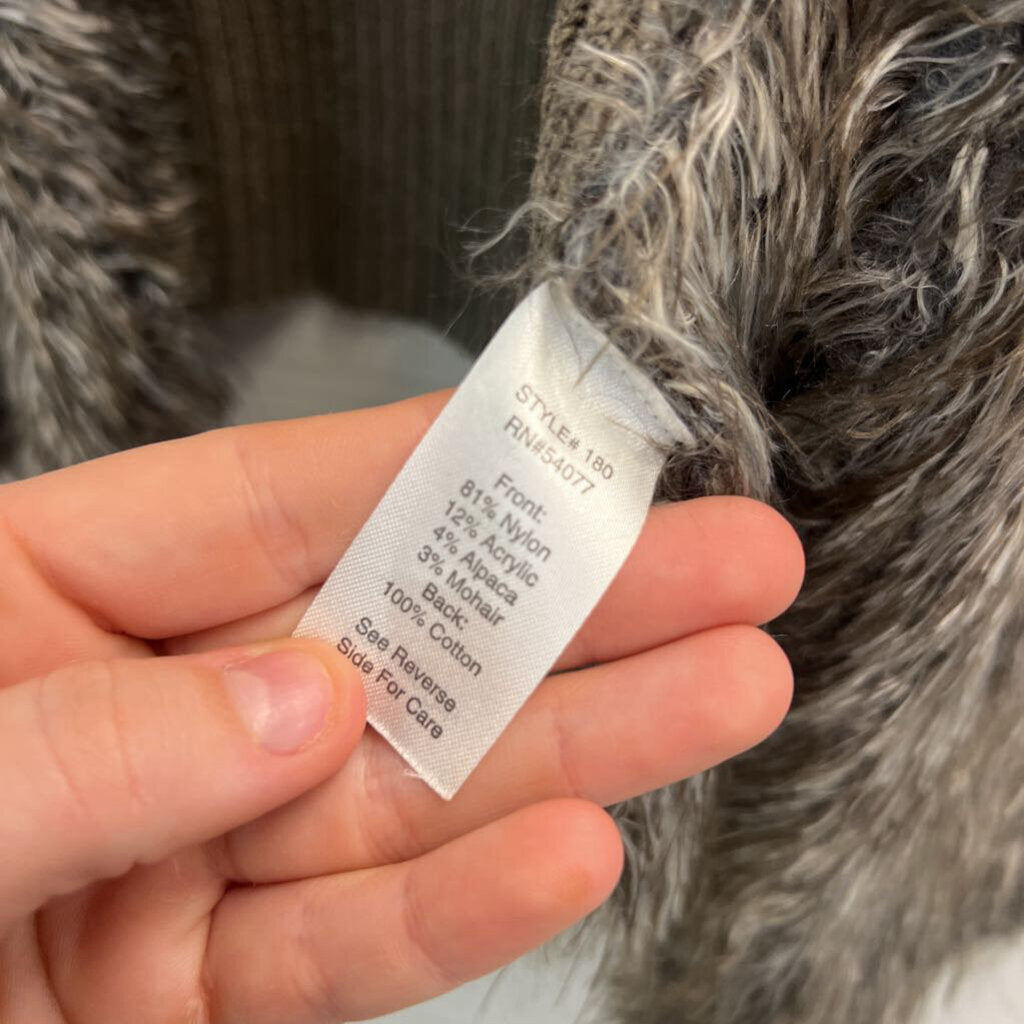 STYLE# 180
RN#54077
Front:
81% Nylon
12% Acrylic
4% Alpaca
3% Mohair
Back:
100% Cotton
See Reverse
Side For Care